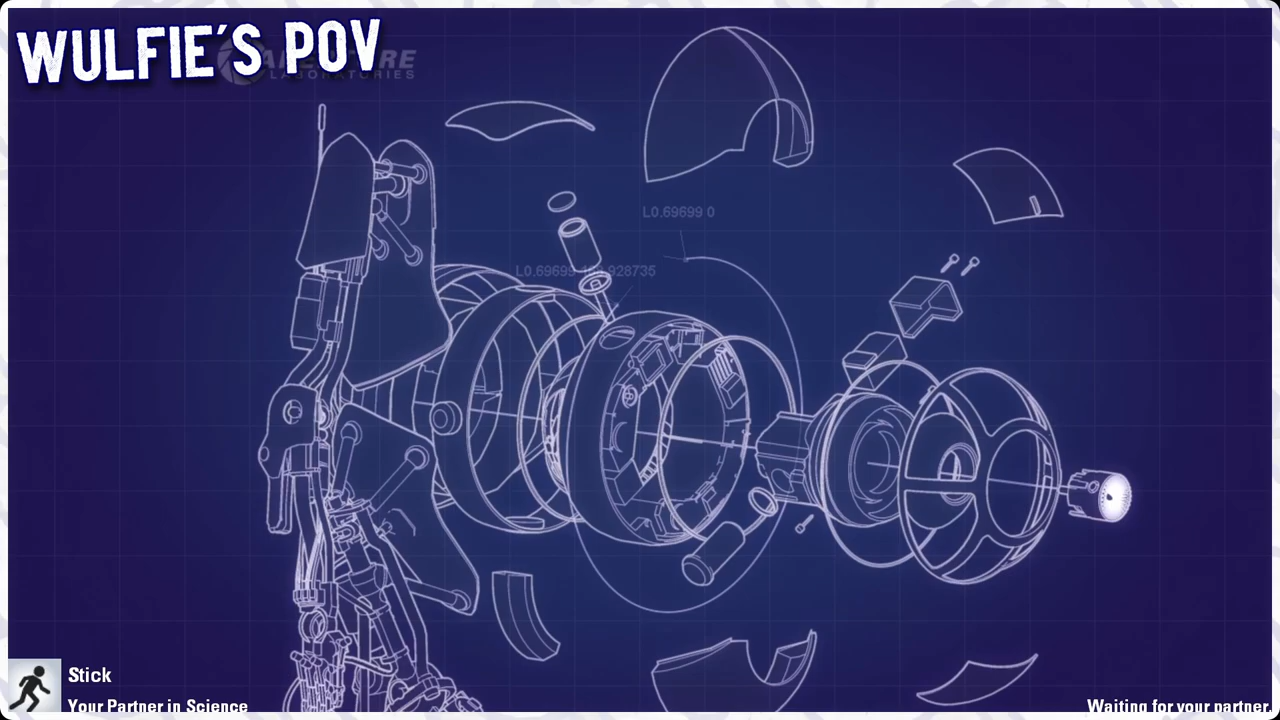 WULFIE'S POV
LABORATORIES
L0.69699 0
Stick
Your Partner in Science
Waiting for your partner